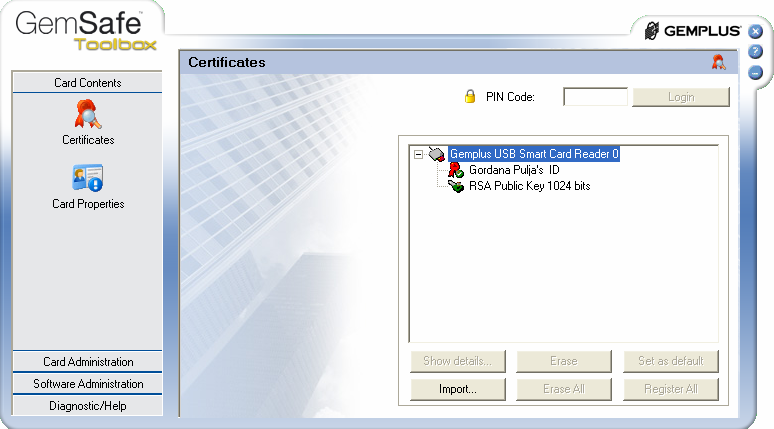 GemSafe™
Toolbox
GEMPLUS
Card Contents
Certificates
Card Properties
Card Administration
Software Administration
Diagnostic/Help
Certificates
PIN Code:
Login
Gemplus USB Smart Card Reader 0
Gordana Pulja's ID
RSA Public Key 1024 bits
Show details...
Erase
Set as default
Import...
Erase All
Register All